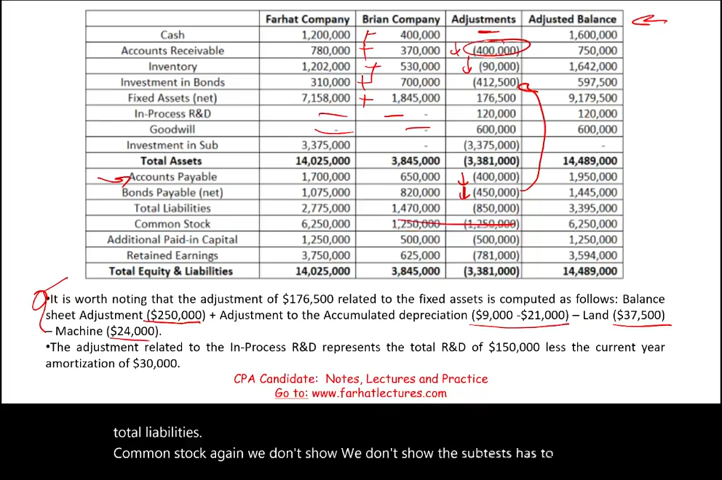 Farhat Company Brian Company Adjustments Adjusted Balance
Cash 1,200,000 400,000 1,600,000
Accounts Receivable 780,000 370,000 (400,000) 750,000
Inventory 1,202,000 530,000 (90,000) 1,642,000
Investment in Bonds 310,000 700,000 (412,500) 597,500
Fixed Assets (net) 7,158,000 1,845,000 176,500 9,179,500
In-Process R&D - 120,000 120,000
Goodwill - - 600,000 600,000
Investment in Sub 3,375,000 - (3,375,000) -
Total Assets 14,025,000 3,845,000 (3,381,000) 14,489,000
Accounts Payable 1,700,000 650,000 (400,000) 1,950,000
Bonds Payable (net) 1,075,000 820,000 (450,000) 1,445,000
Total Liabilities 2,775,000 1,470,000 (850,000) 3,395,000
Common Stock 6,250,000 1,250,000 (1,250,000) 6,250,000
Additional Paid-in Capital 1,250,000 500,000 (500,000) 1,250,000
Retained Earnings 3,750,000 625,000 (781,000) 3,594,000
Total Equity & Liabilities 14,025,000 3,845,000 (3,381,000) 14,489,000
•It is worth noting that the adjustment of $176,500 related to the fixed assets is computed as follows: Balance
sheet Adjustment ($250,000) + Adjustment to the Accumulated depreciation ($9,000 -$21,000) – Land ($37,500)
– Machine ($24,000).
•The adjustment related to the In-Process R&D represents the total R&D of $150,000 less the current year
amortization of $30,000.
CPA Candidate: Notes, Lectures and Practice
Go to: www.farhatlectures.com
total liabilities.
Common stock again we don't show We don't show the subtests has to